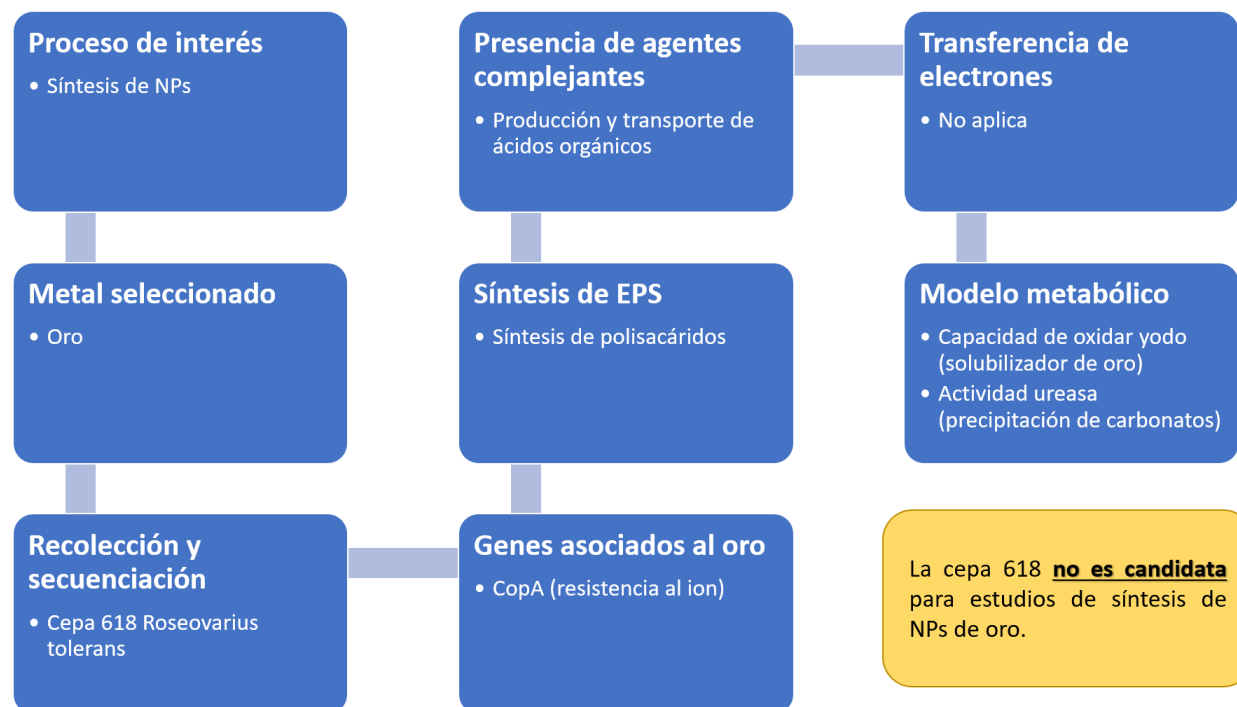 Proceso de interés
• Síntesis de NPs
Metal seleccionado
• Oro
Recolección y
secuenciación
• Cepa 618 Roseovarius
tolerans
Genes asociados al oro
• CopA (resistencia al ion)
Síntesis de EPS
• Síntesis de polisacáridos
Presencia de agentes
complejantes
• Producción y transporte de
ácidos orgánicos
Transferencia de
electrones
• No aplica
Modelo metabólico
• Capacidad de oxidar yodo
(solubilizador de oro)
• Actividad ureasa
(precipitación de carbonatos)
La cepa 618 no es candidata
para estudios de síntesis de
NPs de oro.